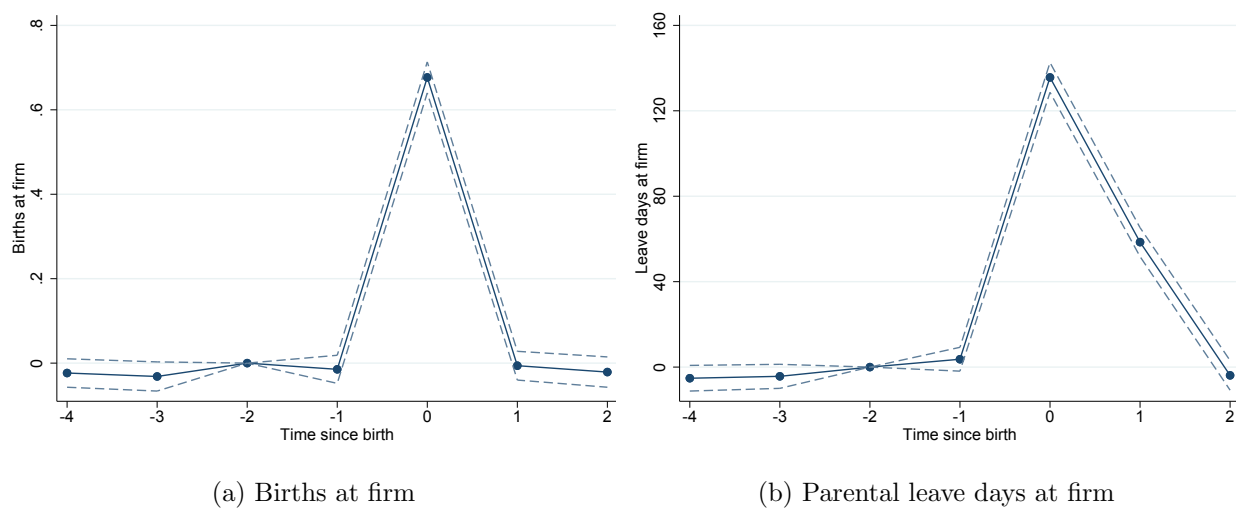 .8
.6
.4
.2
0
Births at firm
-4 -3 -2 -1 0 1 2
Time since birth
(a) Births at firm
160
120
80
40
0
Leave days at firm
-4 -3 -2 -1 0 1 2
Time since birth
(b) Parental leave days at firm